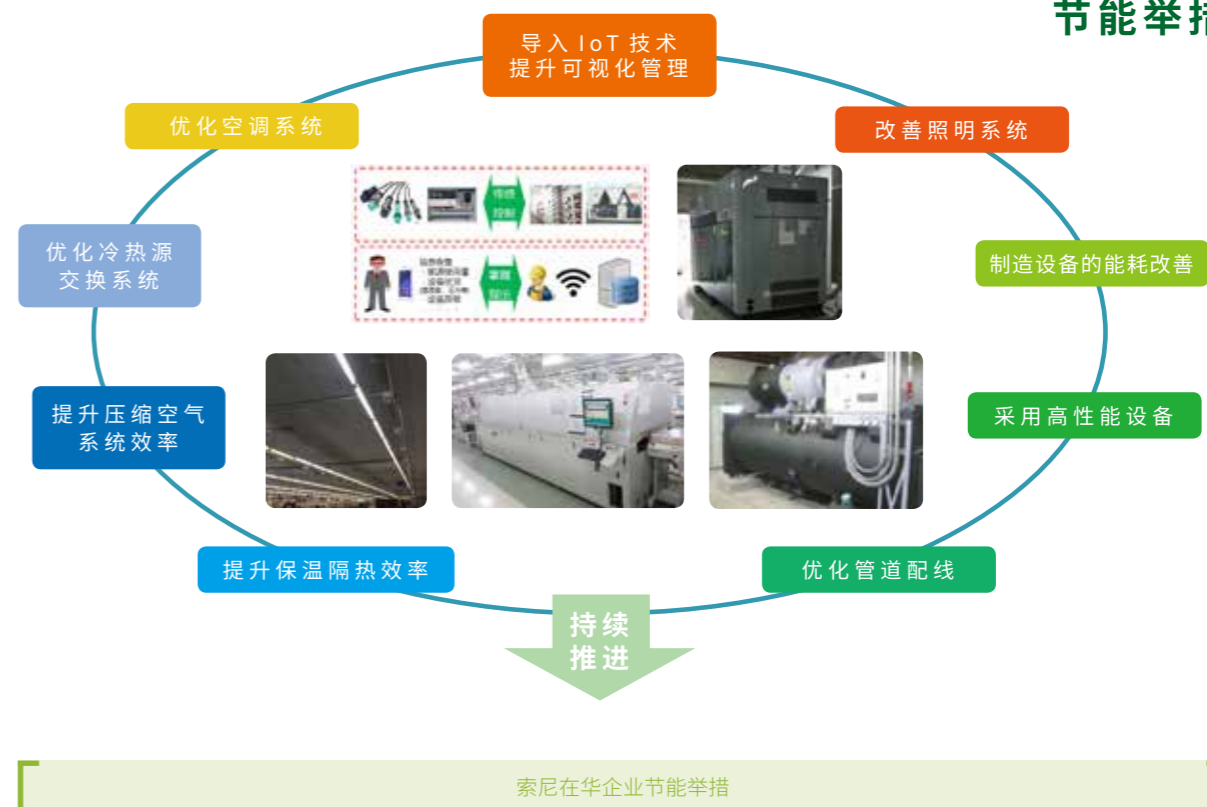 节能举措
导入 IoT 技术
提升可视化管理
优化空调系统
改善照明系统
优化冷热源
交换系统
制造设备的能耗改善
传感
控制
提升压缩空气
系统效率
采用高性能设备
提升保温隔热效率
优化管道配线
持续
推进
索尼在华企业节能举措